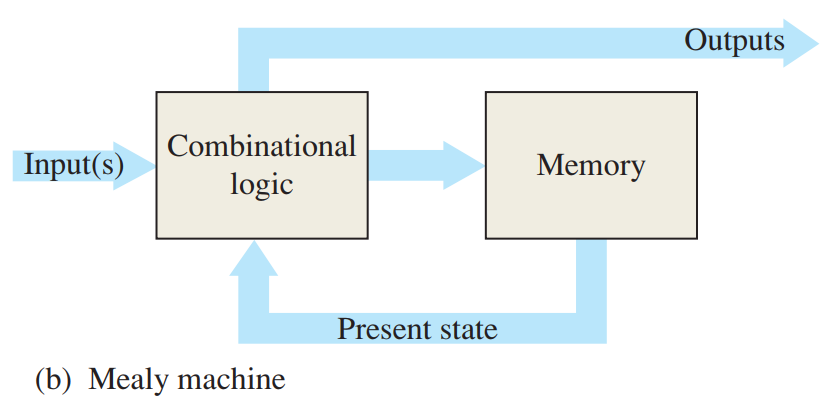 Outputs
Input(s)
Combinational
logic
Memory
Present state
(b) Mealy machine